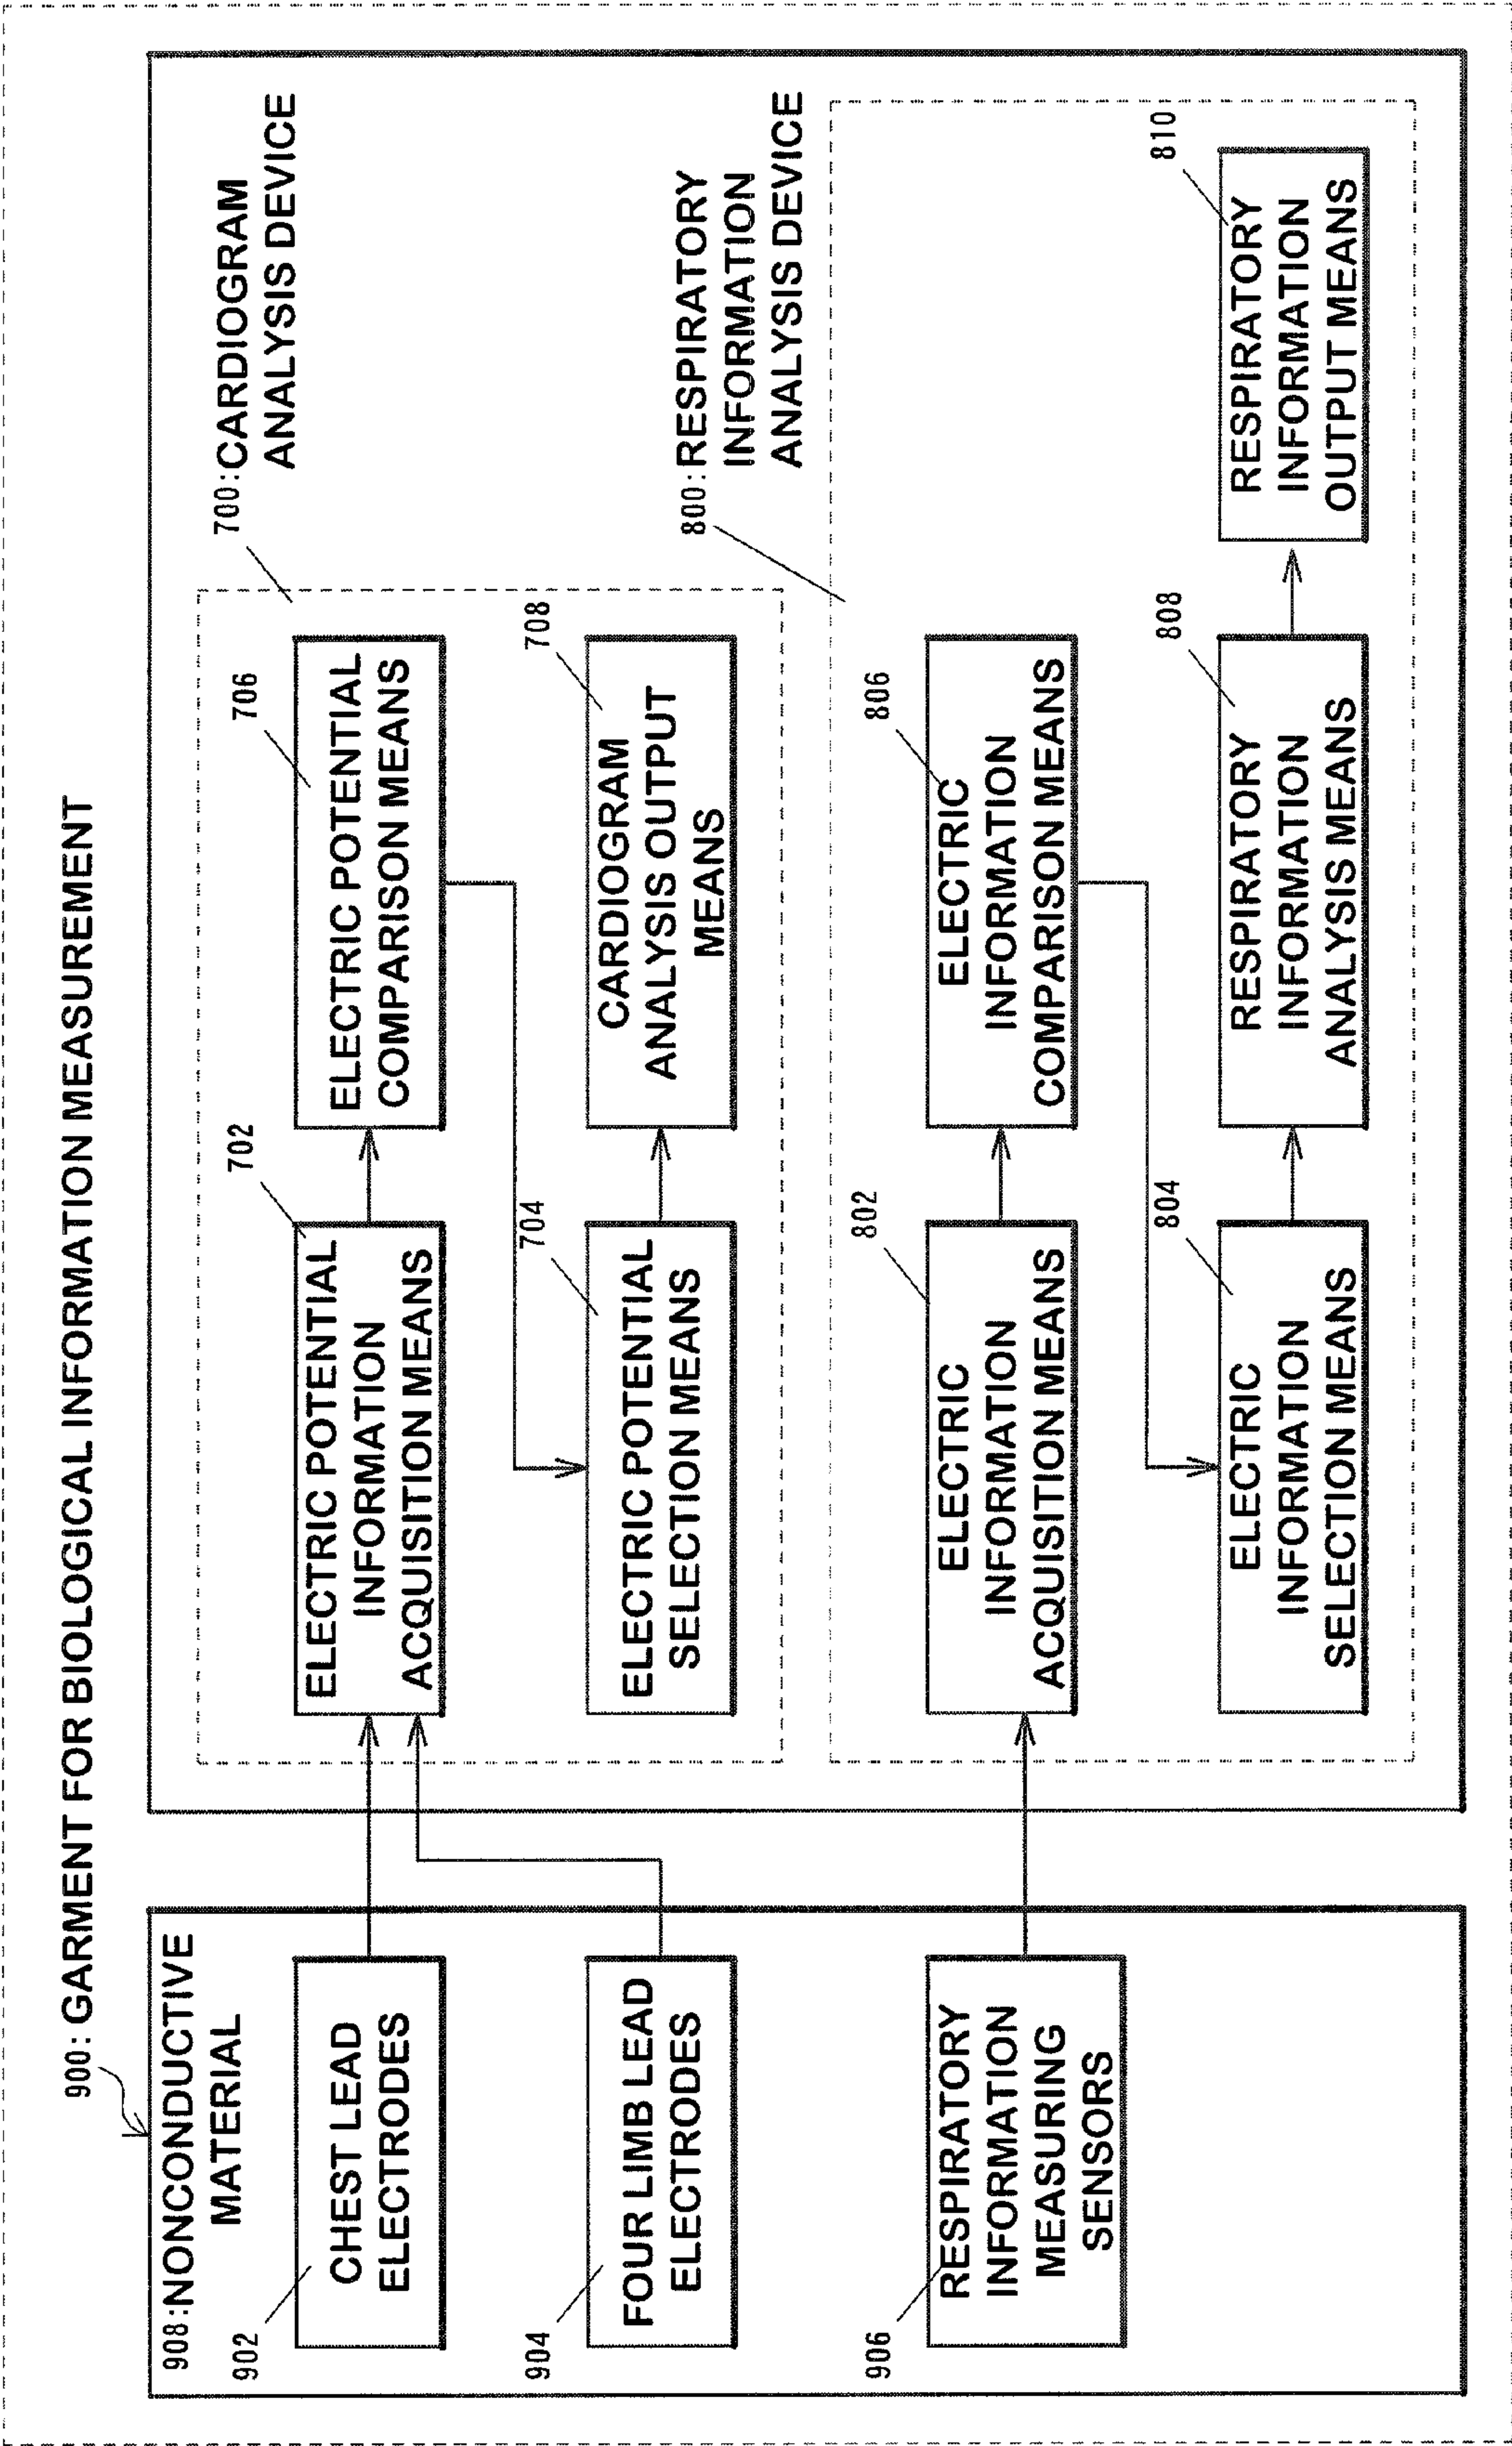 900: GARMENT FOR BIOLOGICAL INFORMATION MEASUREMENT
908:NONCONDUCTIVE
MATERIAL
902
CHEST LEAD
ELECTRODES
904
FOUR LIMB LEAD
ELECTRODES
906
RESPIRATORY
INFORMATION
MEASURING
SENSORS
700:CARDIOGRAM
ANALYSIS DEVICE
702
ELECTRIC POTENTIAL
INFORMATION
ACQUISITION MEANS
706
ELECTRIC POTENTIAL
COMPARISON MEANS
704
ELECTRIC POTENTIAL
SELECTION MEANS
708
CARDIOGRAM
ANALYSIS OUTPUT
MEANS
800:RESPIRATORY
INFORMATION
ANALYSIS DEVICE
802
ELECTRIC
INFORMATION
ACQUISITION MEANS
806
ELECTRIC
INFORMATION
COMPARISON MEANS
804
ELECTRIC
INFORMATION
SELECTION MEANS
808
RESPIRATORY
INFORMATION
ANALYSIS MEANS
810
RESPIRATORY
INFORMATION
OUTPUT MEANS